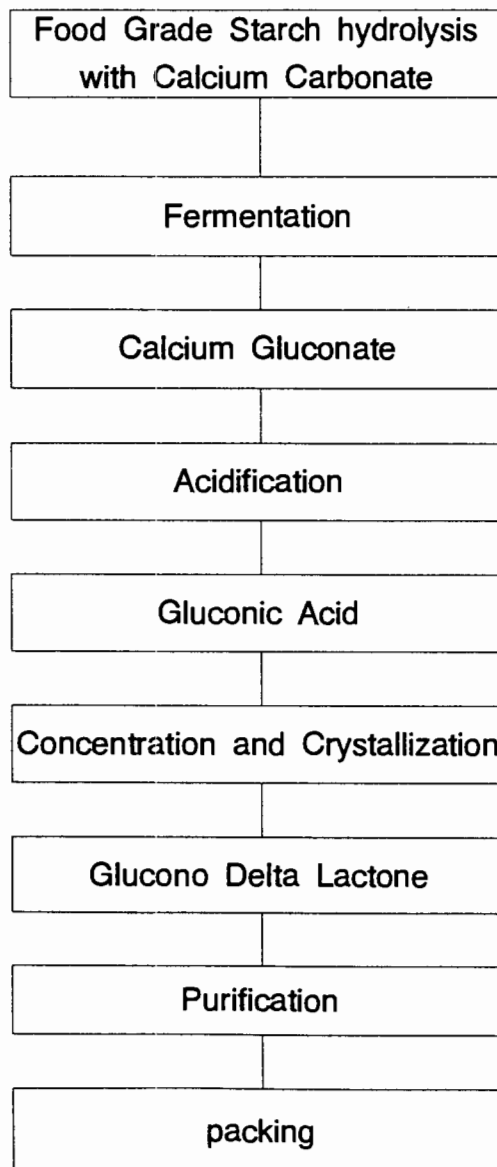 Food Grade Starch hydrolysis
with Calcium Carbonate
Fermentation
Calcium Gluconate
Acidification
Gluconic Acid
Concentration and Crystallization
Glucono Delta Lactone
Purification
packing